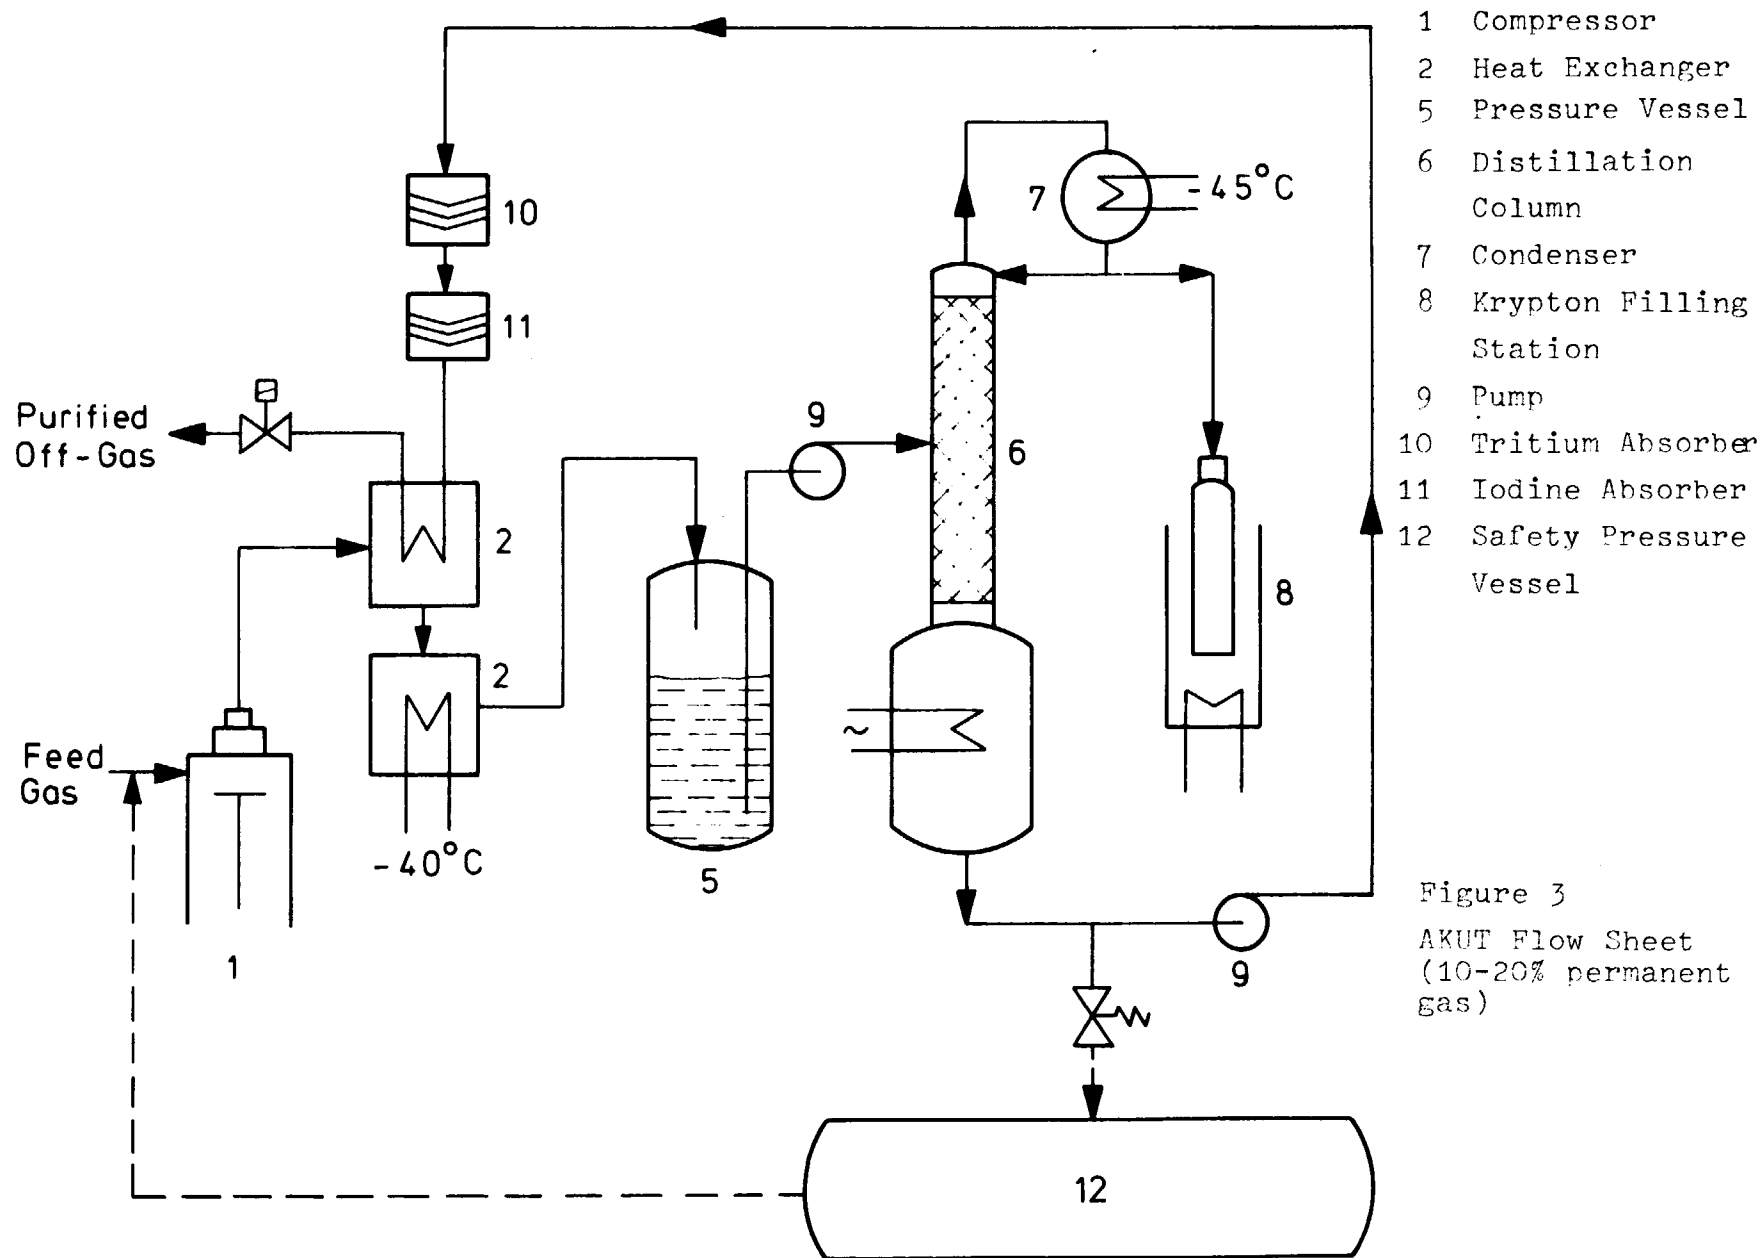 1 Compressor
2 Heat Exchanger
5 Pressure Vessel
6 Distillation
Column
7 Condenser
8 Krypton Filling
Station
9 Pump
10 Tritium Absorber
11 Iodine Absorber
12 Safety Pressure
Vessel
10
11
Purified
Off-Gas
2
2
-40°C
Feed
Gas
1
5
9
6
7
-45°C
8
9
~
12
Figure 3
AKUT Flow Sheet
(10-20% permanent
gas)